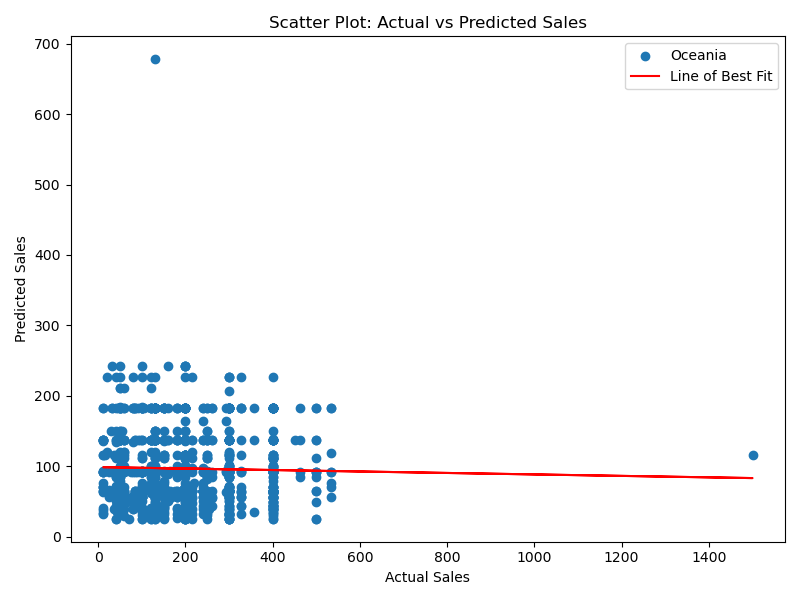 Scatter Plot: Actual vs Predicted Sales
Oceania
Line of Best Fit
700
600
500
400
300
200
100
0
Predicted Sales
0 200 400 600 800 1000 1200 1400
Actual Sales